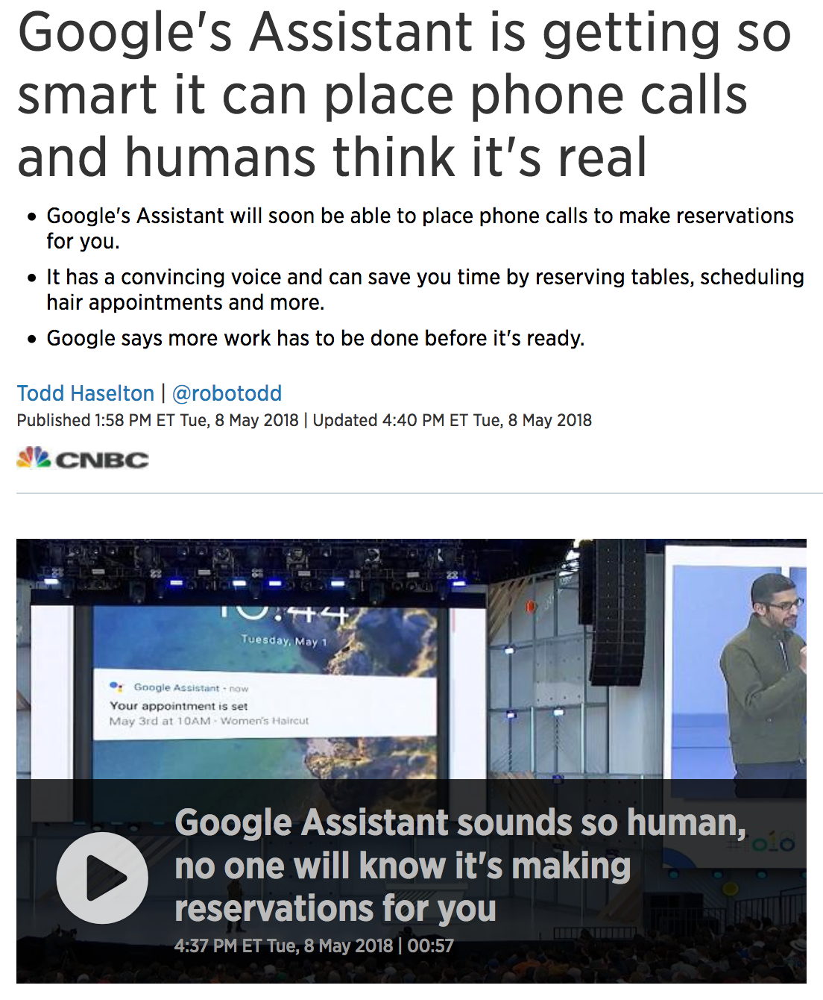 Google's Assistant is getting so
smart it can place phone calls
and humans think it's real
Google's Assistant will soon be able to place phone calls to make reservations
for you.
It has a convincing voice and can save you time by reserving tables, scheduling
hair appointments and more.
Google says more work has to be done before it's ready.
Todd Haselton | @robotodd
Published 1:58 PM ET Tue, 8 May 2018 | Updated 4:40 PM ET Tue, 8 May 2018
CNBC
10:44
Tuesday, May 1
Google Assistant · now
Your appointment is set
May 3rd at 10AM · Women's Haircut
Google Assistant sounds so human,
no one will know it's making
reservations for you
4:37 PM ET Tue, 8 May 2018 | 00:57